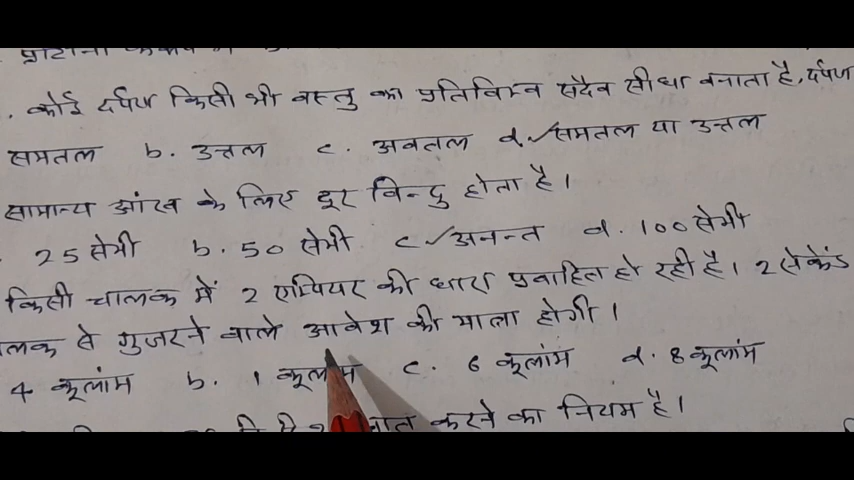 . कोई दर्पण किसी भी वस्तु का प्रतिविम्व सदैव सीधा बनाता है, दर्पण
समतल b. उत्तल c. अवतल d. समतल या उत्तल
सामान्य आंख के लिए दूर विन्दु होता है।
. 25 सेमी b. 50 सेमी c अनन्त d. 100 सेमी
किसी चालक में 2 एम्पियर की धारा प्रवाहित हो रही है। 2 सेकेंड
लक से गुजरने वाले आवेश की मात्रा होगी।
4 कूलांम b. 1 कूलांम c. 6 कूलांम d. 8 कूलांम
करने का नियम है।